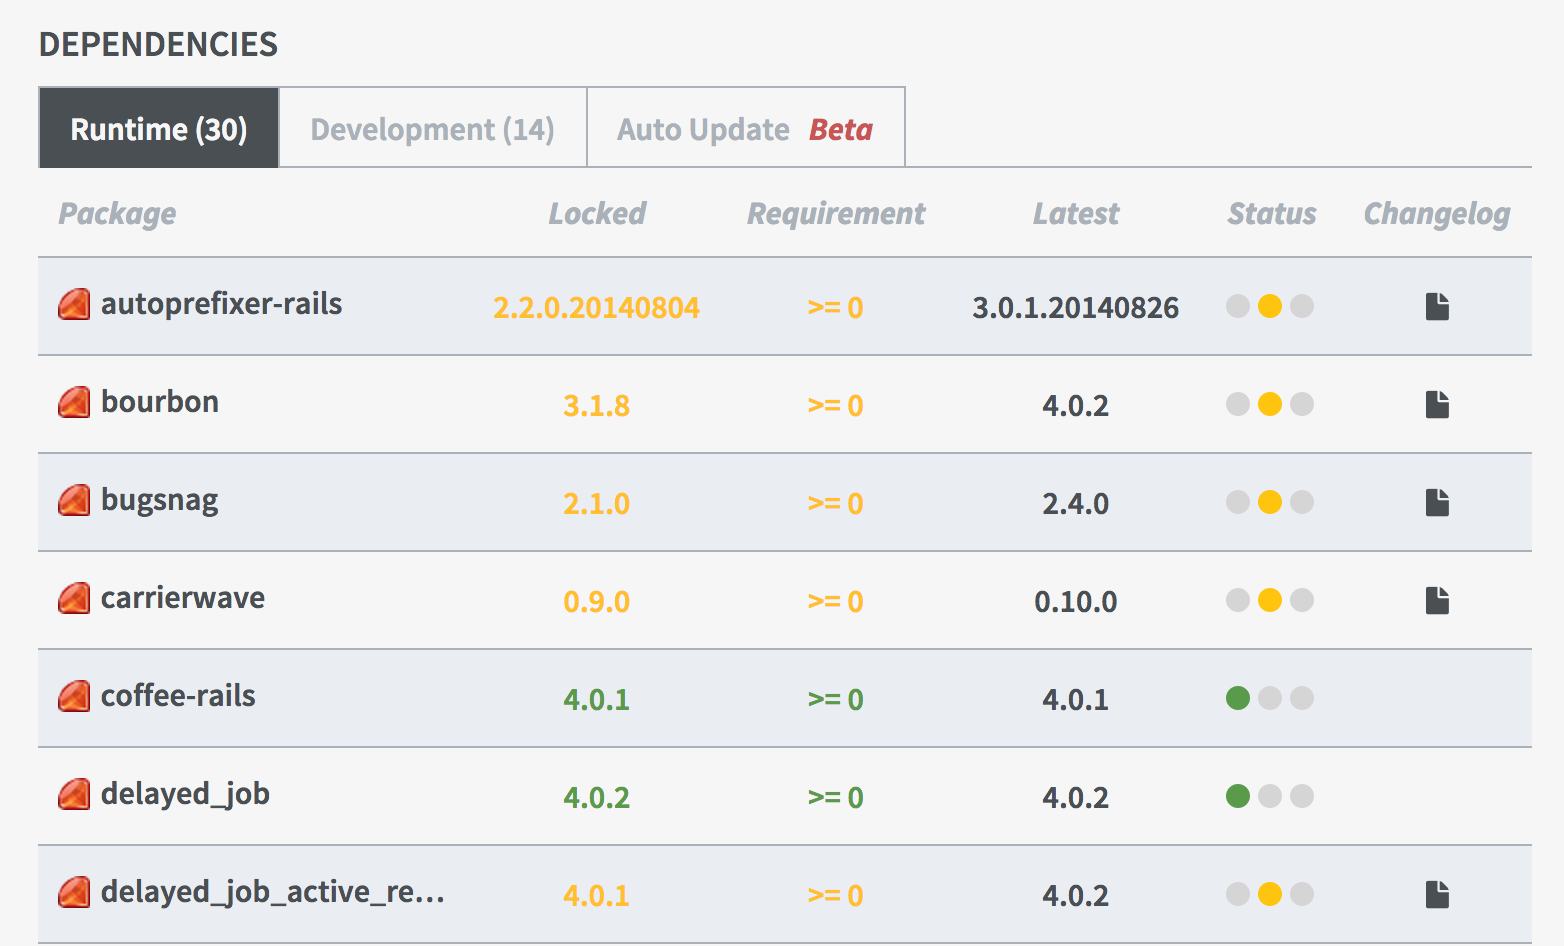 DEPENDENCIES
Runtime (30) Development (14) Auto Update Beta
Package Locked Requirement Latest Status Changelog
autoprefixer-rails 2.2.0.20140804 >= 0 3.0.1.20140826
bourbon 3.1.8 >= 0 4.0.2
bugsnag 2.1.0 >= 0 2.4.0
carrierwave 0.9.0 >= 0 0.10.0
coffee-rails 4.0.1 >= 0 4.0.1
delayed_job 4.0.2 >= 0 4.0.2
delayed_job_active_re... 4.0.1 >= 0 4.0.2